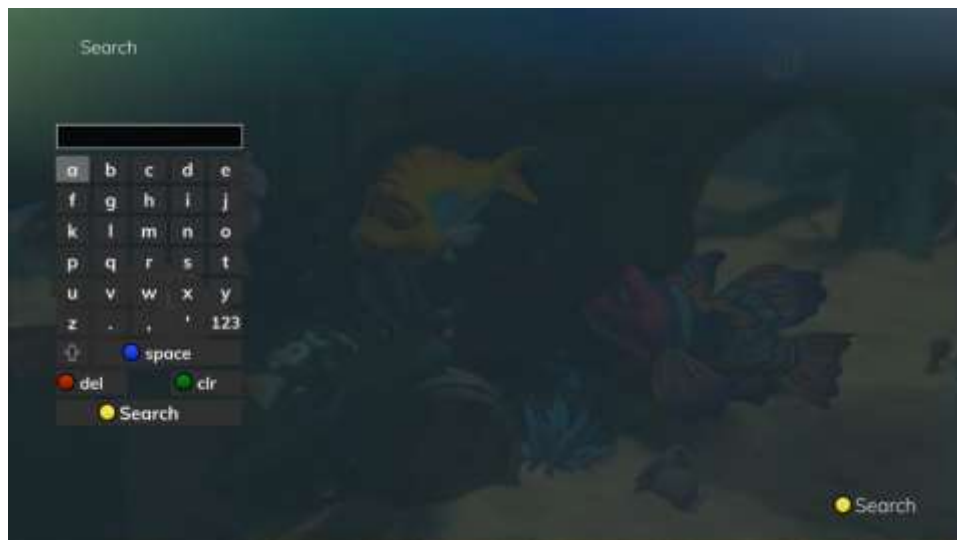 Search
a b c d e
f g h i j
k l m n o
p q r s t
u v w x y
z . , ' 123
space
del clr
Search
Search